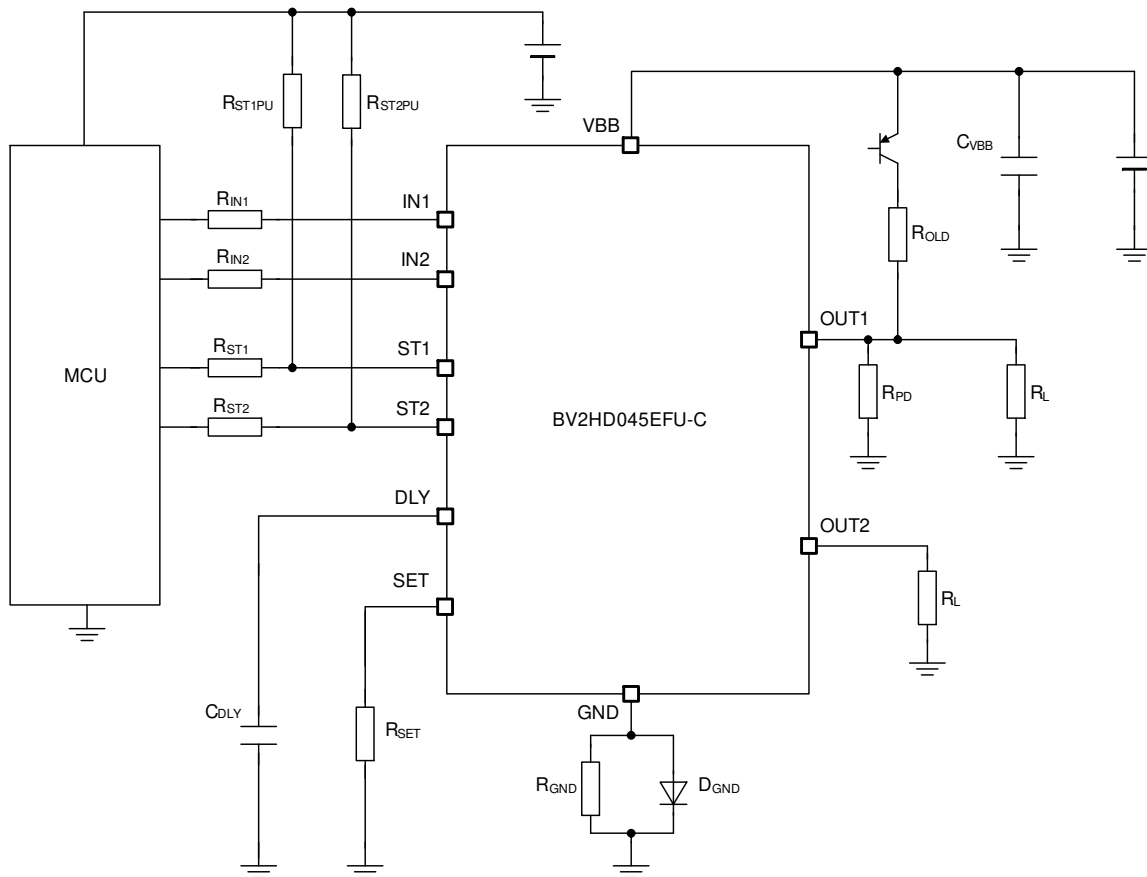 RST1PU
RST2PU
VBB
CVBB
RIN1
IN1
RIN2
IN2
ROLD
OUT1
RST1
ST1
MCU
RPD
RL
RST2
ST2
BV2HD045EFU-C
DLY
OUT2
SET
RL
CDLY
RSET
GND
RGND
DGND